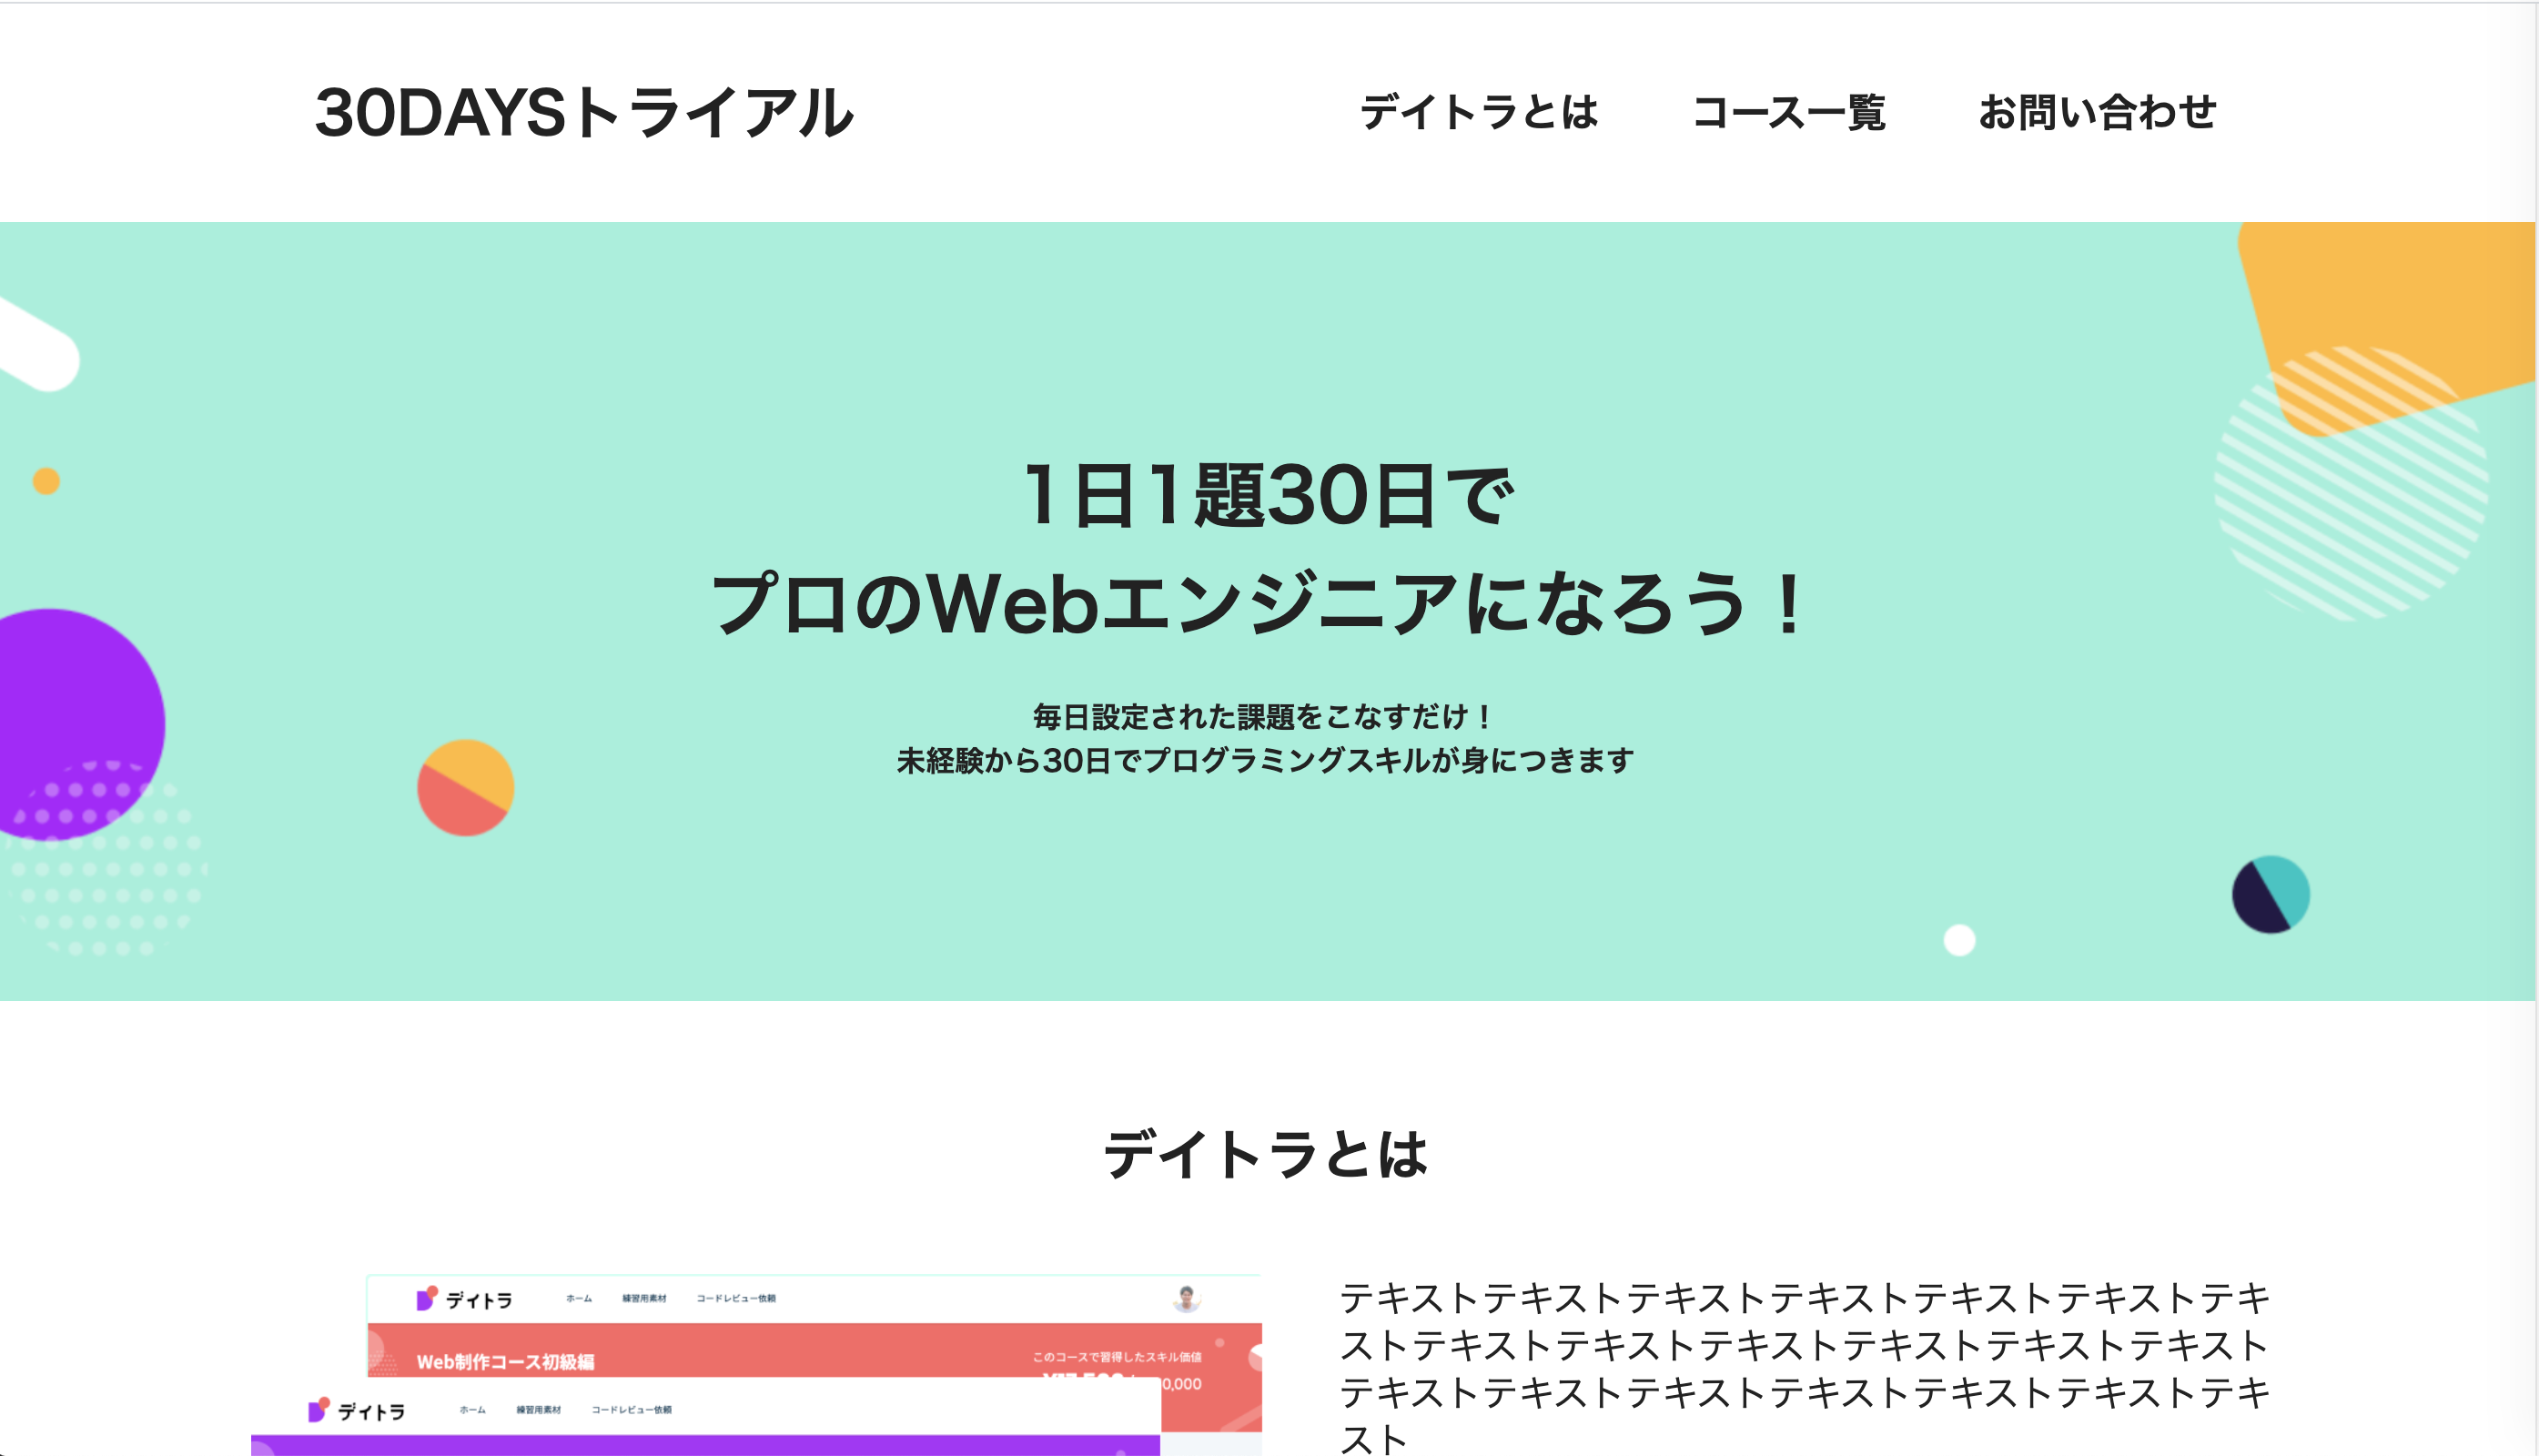 30DAYSトライアル
デイトラとは
コース一覧
お問い合わせ
1日1題30日で
プロのWebエンジニアになろう！
毎日設定された課題をこなすだけ！
未経験から30日でプログラミングスキルが身につきます
デイトラとは
デイトラ
ホーム
練習用素材
コードレビュー依頼
Web制作コース初級編
このコースで習得したスキル価値
0,000
デイトラ
ホーム
練習用素材
コードレビュー依頼
テキストテキストテキストテキストテキストテキストテキ
ストテキストテキストテキストテキストテキストテキスト
テキストテキストテキストテキストテキストテキストテキ
スト